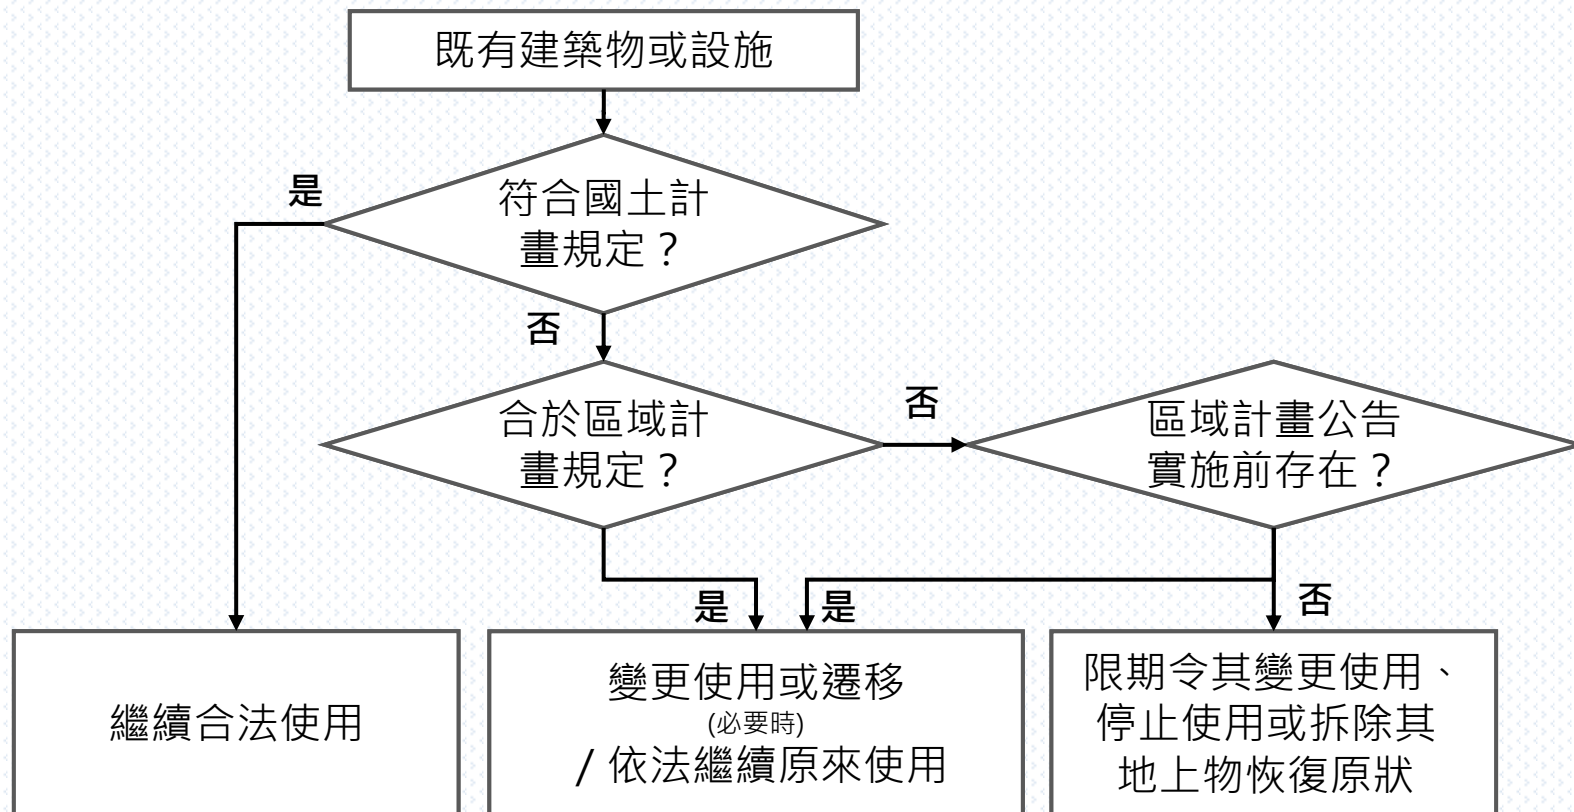 既有建築物或設施
是
符合國土計
畫規定？
否
合於區域計
畫規定？
否
區域計畫公告
實施前存在？
是
是
否
繼續合法使用
變更使用或遷移
(必要時)
/ 依法繼續原來使用
限期令其變更使用、
停止使用或拆除其
地上物恢復原狀